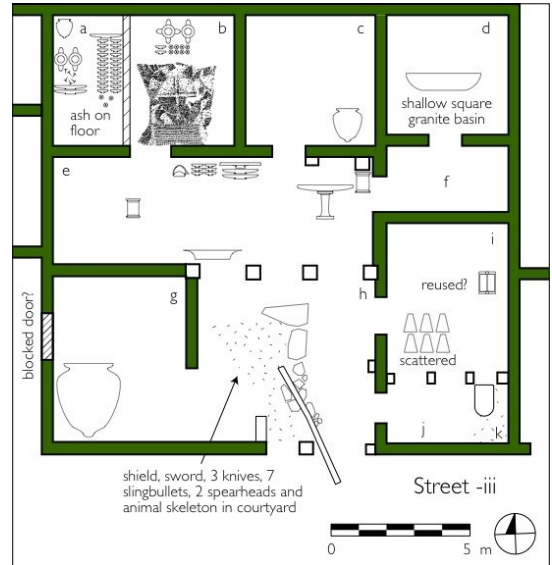 a
b
c
d
ash on
floor
shallow square
granite basin
e
f
i
blocked door?
g
h
reused?
scattered
j
k
shield, sword, 3 knives, 7
slingbullets, 2 spearheads and
animal skeleton in courtyard
Street -iii
0
5 m